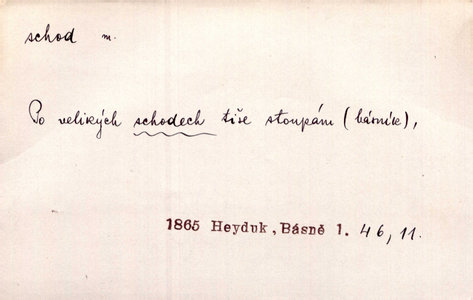 schod m.
Po velikých schodech tiše stoupám (básník),
1865 Heyduk, Básně 1. 46, 11.